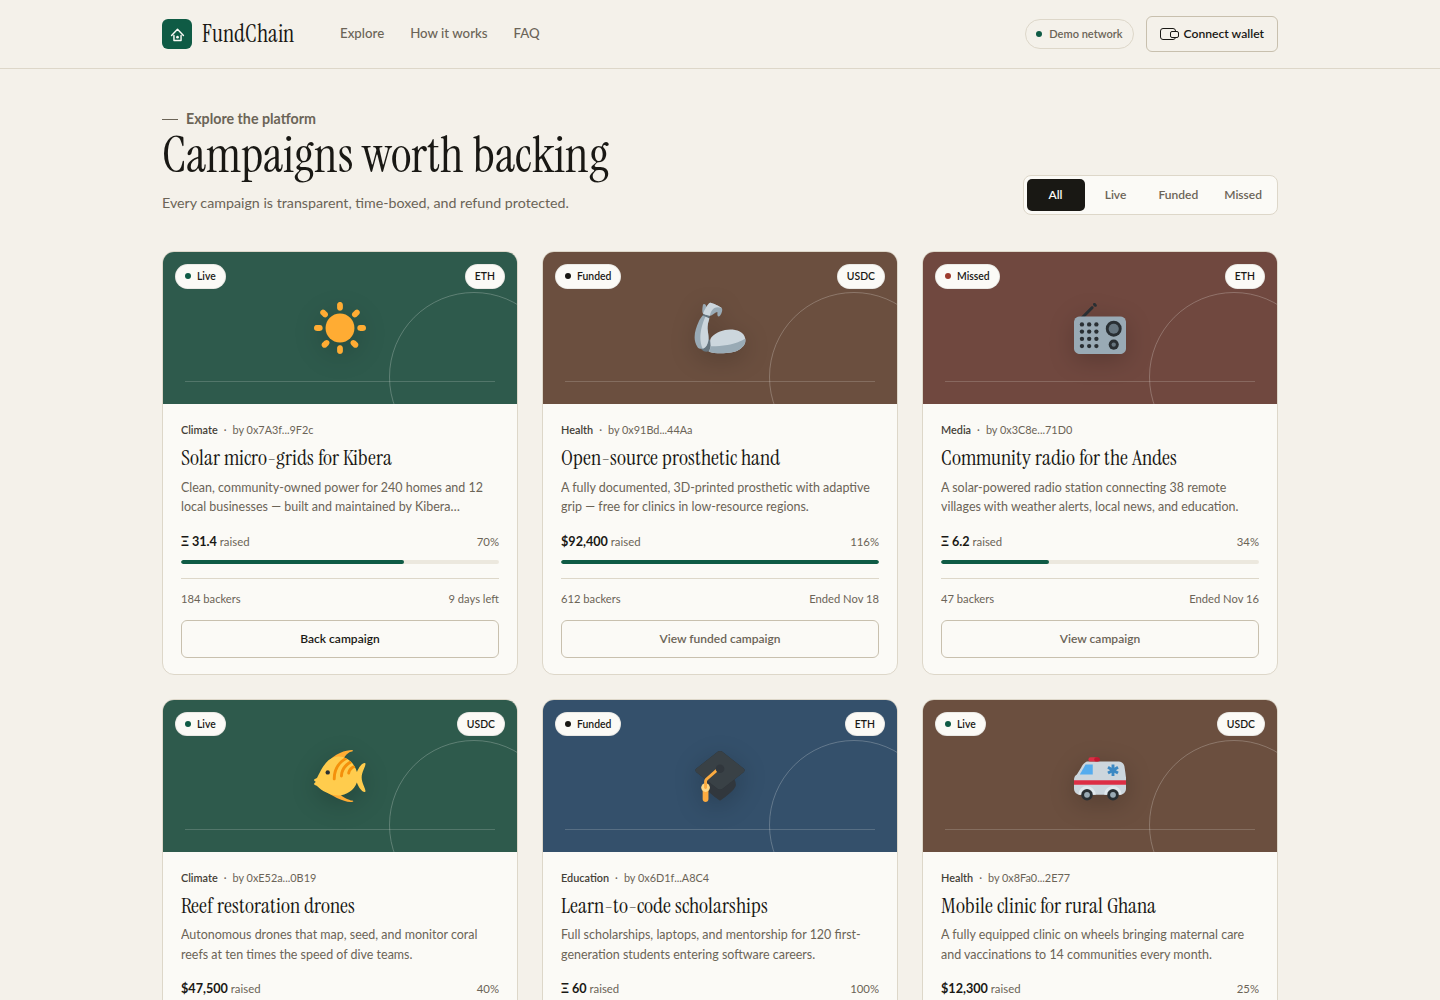 FundChain
Explore
How it works
FAQ
Demo network
Connect wallet
— Explore the platform
Campaigns worth backing
Every campaign is transparent, time-boxed, and refund protected.
All
Live
Funded
Missed
Live
ETH
Climate · by 0x7A3f...9F2c
Solar micro-grids for Kibera
Clean, community-owned power for 240 homes and 12
local businesses — built and maintained by Kibera...
Ξ 31.4 raised
70%
184 backers
9 days left
Back campaign
Funded
USDC
Health · by 0x91Bd...44Aa
Open-source prosthetic hand
A fully documented, 3D-printed prosthetic with adaptive
grip — free for clinics in low-resource regions.
$92,400 raised
116%
612 backers
Ended Nov 18
View funded campaign
Missed
ETH
Media · by 0x3C8e...71D0
Community radio for the Andes
A solar-powered radio station connecting 38 remote
villages with weather alerts, local news, and education.
Ξ 6.2 raised
34%
47 backers
Ended Nov 16
View campaign
Live
USDC
Climate · by 0xE52a...0B19
Reef restoration drones
Autonomous drones that map, seed, and monitor coral
reefs at ten times the speed of dive teams.
$47,500 raised
40%
Funded
ETH
Education · by 0x6D1f...A8C4
Learn-to-code scholarships
Full scholarships, laptops, and mentorship for 120 first-
generation students entering software careers.
Ξ 60 raised
100%
Live
USDC
Health · by 0x8Fa0...2E77
Mobile clinic for rural Ghana
A fully equipped clinic on wheels bringing maternal care
and vaccinations to 14 communities every month.
$12,300 raised
25%